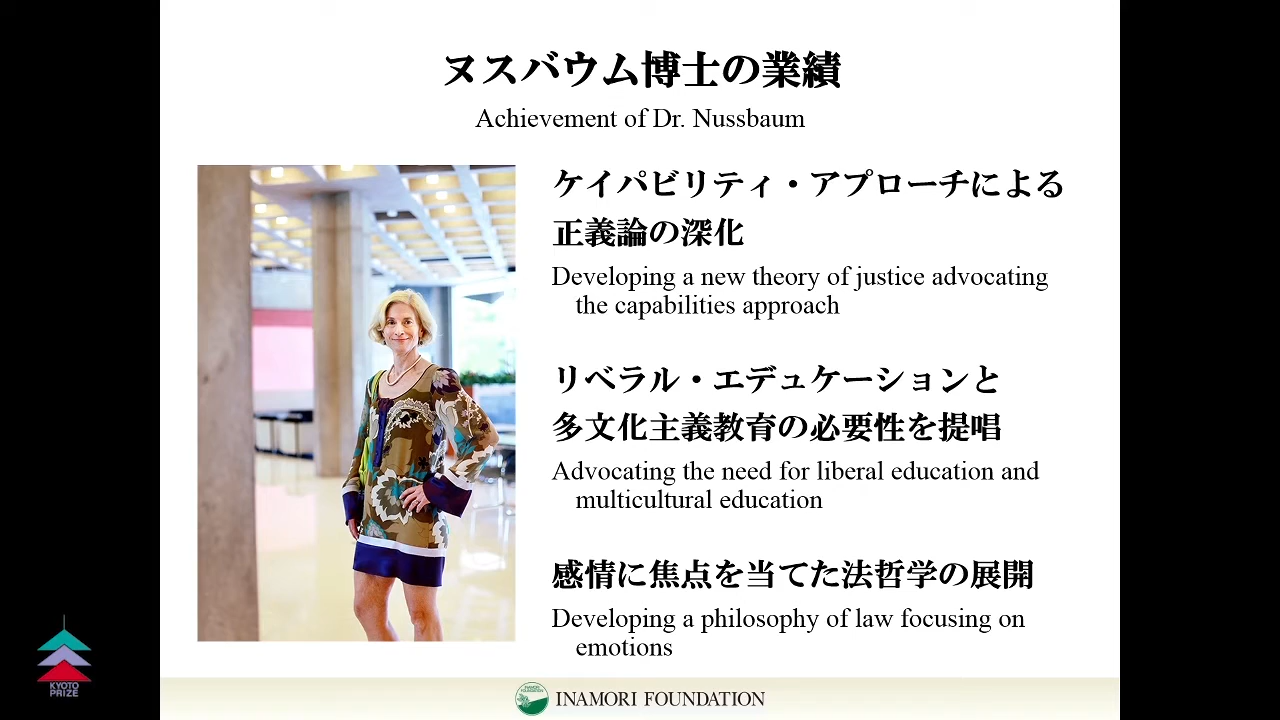 ヌスバウム博士の業績
Achievement of Dr. Nussbaum
ケイパビリティ・アプローチによる
正義論の深化
Developing a new theory of justice advocating
the capabilities approach
リベラル・エデュケーションと
多文化主義教育の必要性を提唱
Advocating the need for liberal education and
multicultural education
感情に焦点を当てた法哲学の展開
Developing a philosophy of law focusing on
emotions
KYOTO
PRIZE
INAMORI FOUNDATION